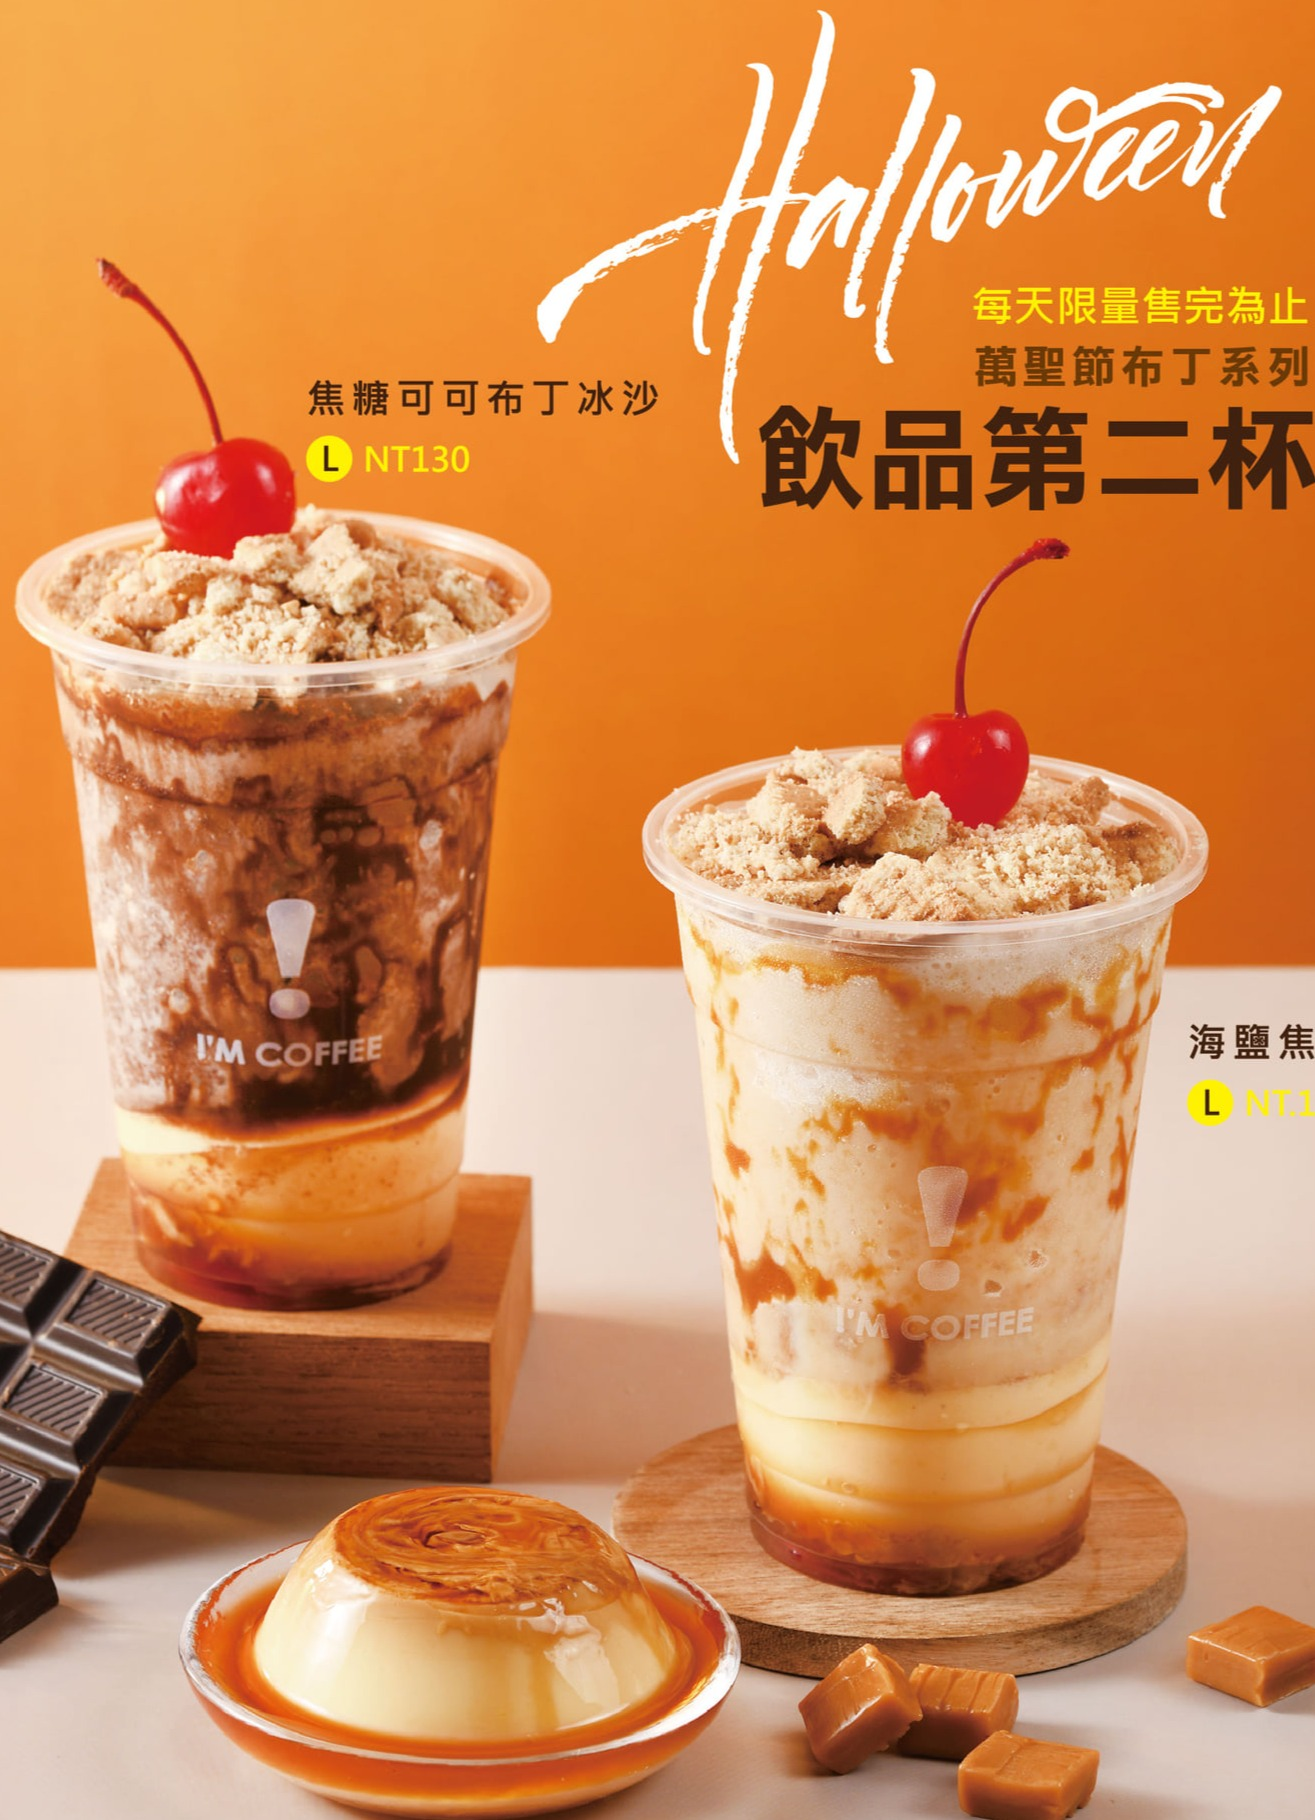 Halloween
每天限量售完為止
萬聖節布丁系列
飲品第二杯
焦糖可可布丁冰沙
L NT130
I'M COFFEE
海鹽焦
L NT.1
I'M COFFEE